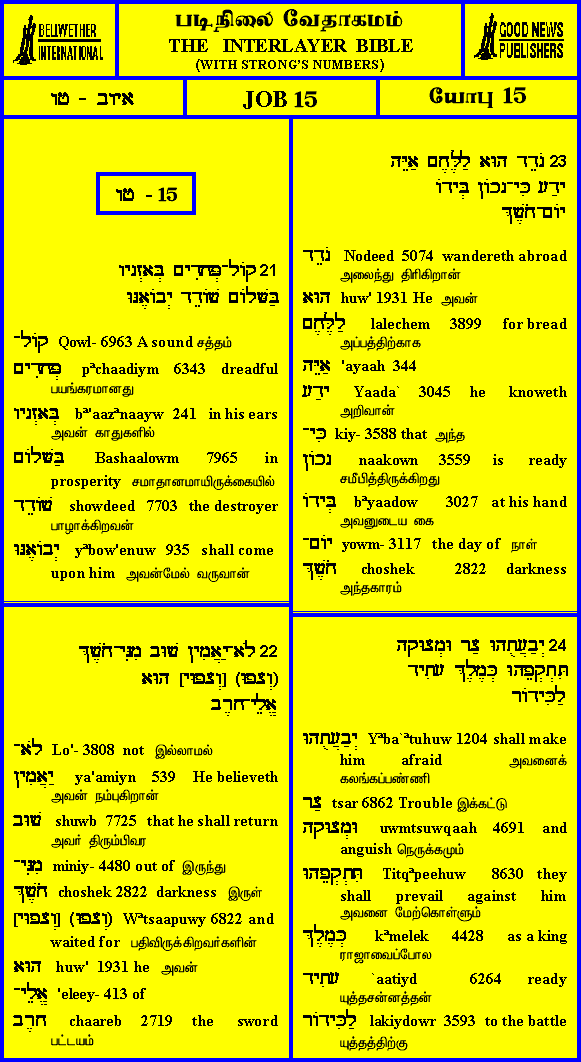 BELLWETHER
INTERNATIONAL
படிநிலை வேதாகமம்
THE INTERLAYER BIBLE
(WITH STRONG'S NUMBERS)
GOOD NEWS
PUBLISHERS
איוב - טו
JOB 15
யோபு 15
טו - 15
21 קוֹל־פְּחָדִים בְּאָזְנָיו
בַּשָּׁלוֹם שׁוֹדֵד יְבוֹאֶנּוּ
קוֹל־ Qowl- 6963 A sound சத்தம்
פְּחָדִים pªchaadiym 6343 dreadful
பயங்கரமானது
בְּאָזְנָיו bª'aazªnaayw 241 in his ears
அவன் காதுகளில்
בַּשָּׁלוֹם Bashaalowm 7965 in
prosperity சமாதானமாயிருக்கையில்
שׁוֹדֵד showdeed 7703 the destroyer
பாழாக்கிறவன்
יְבוֹאֶנּוּ yªbow'enuw 935 shall come
upon him அவன்மேல் வருவான்
22 לֹא־יַאֲמִין שׁוּב מִנִּי־חֹשֶׁךְ
(וְצָפוּ) [וְצָפוּי] הוּא
אֱלֵי־חָרֶב
לֹא־ Lo'- 3808 not இல்லாமல்
יַאֲמִין ya'amiyn 539 He believeth
அவன் நம்புகிறான்
שׁוּב shuwb 7725 that he shall return
அவர் திரும்பிவர
מִנִּי־ miniy- 4480 out of இருந்து
חֹשֶׁךְ choshek 2822 darkness இருள்
(וְצָפוּ) [וְצָפוּי] Wªtsaapuwy 6822 and
waited for பதிவிருக்கிறவர்களின்
הוּא huw' 1931 he அவன்
אֱלֵי־ 'eleey- 413 of
חָרֶב chaareb 2719 the sword
பட்டயம்
23 נֹדֵד הוּא לַלֶּחֶם אַיֵּה
יָדַע כִּי־נָכוֹן בְּיָדוֹ
יוֹם־חֹשֶׁךְ
נֹדֵד Nodeed 5074 wandereth abroad
அலைந்து திரிகிறான்
הוּא huw' 1931 He அவன்
לַלֶּחֶם lalechem 3899 for bread
அப்பத்திற்காக
אַיֵּה 'ayaah 344
יָדַע Yaada` 3045 he knoweth
அறிவான்
כִּי־ kiy- 3588 that அந்த
נָכוֹן naakown 3559 is ready
சமீபித்திருக்கிறது
בְּיָדוֹ bªyaadow 3027 at his hand
அவனுடைய கை
יוֹם־ yowm- 3117 the day of நாள்
חֹשֶׁךְ choshek 2822 darkness
அந்தகாரம்
24 יְבַעֲתֻהוּ צַר וּמְצוּקָה
תִּתְקְפֵהוּ כְּמֶלֶךְ עָתִיד
לַכִּידוֹר
יְבַעֲתֻהוּ Yªba`ªtuhuw 1204 shall make
him afraid அவனைக்
கலங்கப்பண்ணி
צַר tsar 6862 Trouble இக்கட்டு
וּמְצוּקָה uwmtsuwqaah 4691 and
anguish நெருக்கமும்
תִּתְקְפֵהוּ Titqªpeehuw 8630 they
shall prevail against him
அவனை மேற்கொள்ளும்
כְּמֶלֶךְ kªmelek 4428 as a king
ராஜாவைப்போல
עָתִיד `aatiyd 6264 ready
யுத்தசன்னத்தன்
לַכִּידוֹר lakiydowr 3593 to the battle
யுத்தத்திற்கு